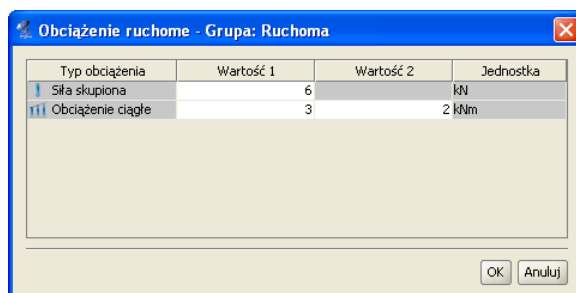 Obciążenie ruchome - Grupa: Ruchoma
Typ obciążenia Wartość 1 Wartość 2 Jednostka
Siła skupiona 6 kN
Obciążenie ciągłe 3 2 kNm
OK Anuluj